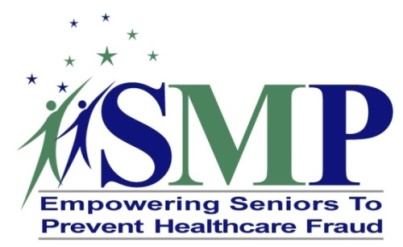 SMP
Empowering Seniors To
Prevent Healthcare Fraud